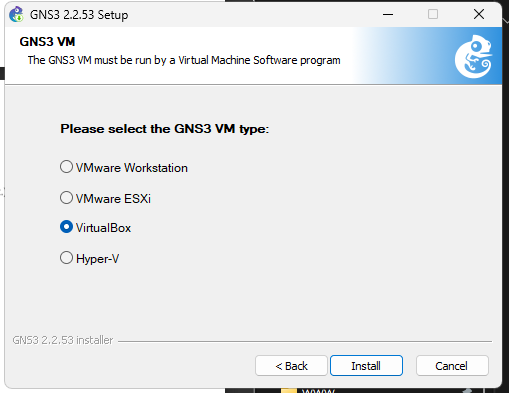 GNS3 2.2.53 Setup
GNS3 VM
The GNS3 VM must be run by a Virtual Machine Software program
Please select the GNS3 VM type:
VMware Workstation
VMware ESXi
VirtualBox
Hyper-V
GNS3 2.2.53 installer
< Back
Install
Cancel